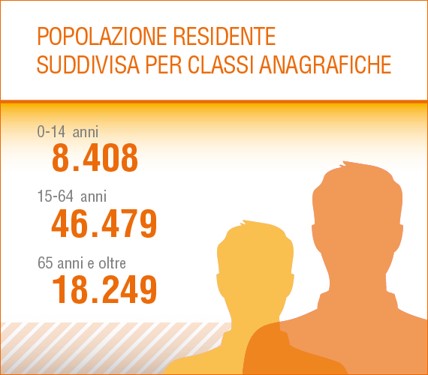 POPOLAZIONE RESIDENTE
SUDDIVISA PER CLASSI ANAGRAFICHE
0-14 anni
8.408
15-64 anni
46.479
65 anni e oltre
18.249